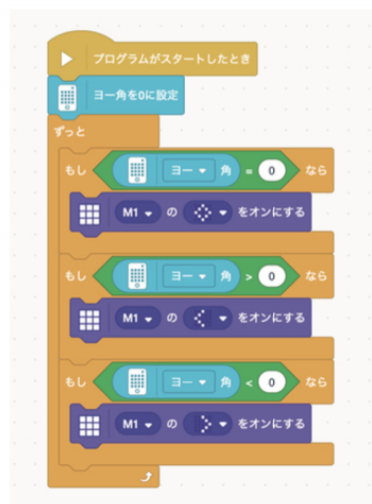 プログラムがスタートしたとき
ヨー角を0に設定
ずっと
もし ヨー 角 = 0 なら
M1 の をオンにする
もし ヨー 角 > 0 なら
M1 の をオンにする
もし ヨー 角 < 0 なら
M1 の をオンにする